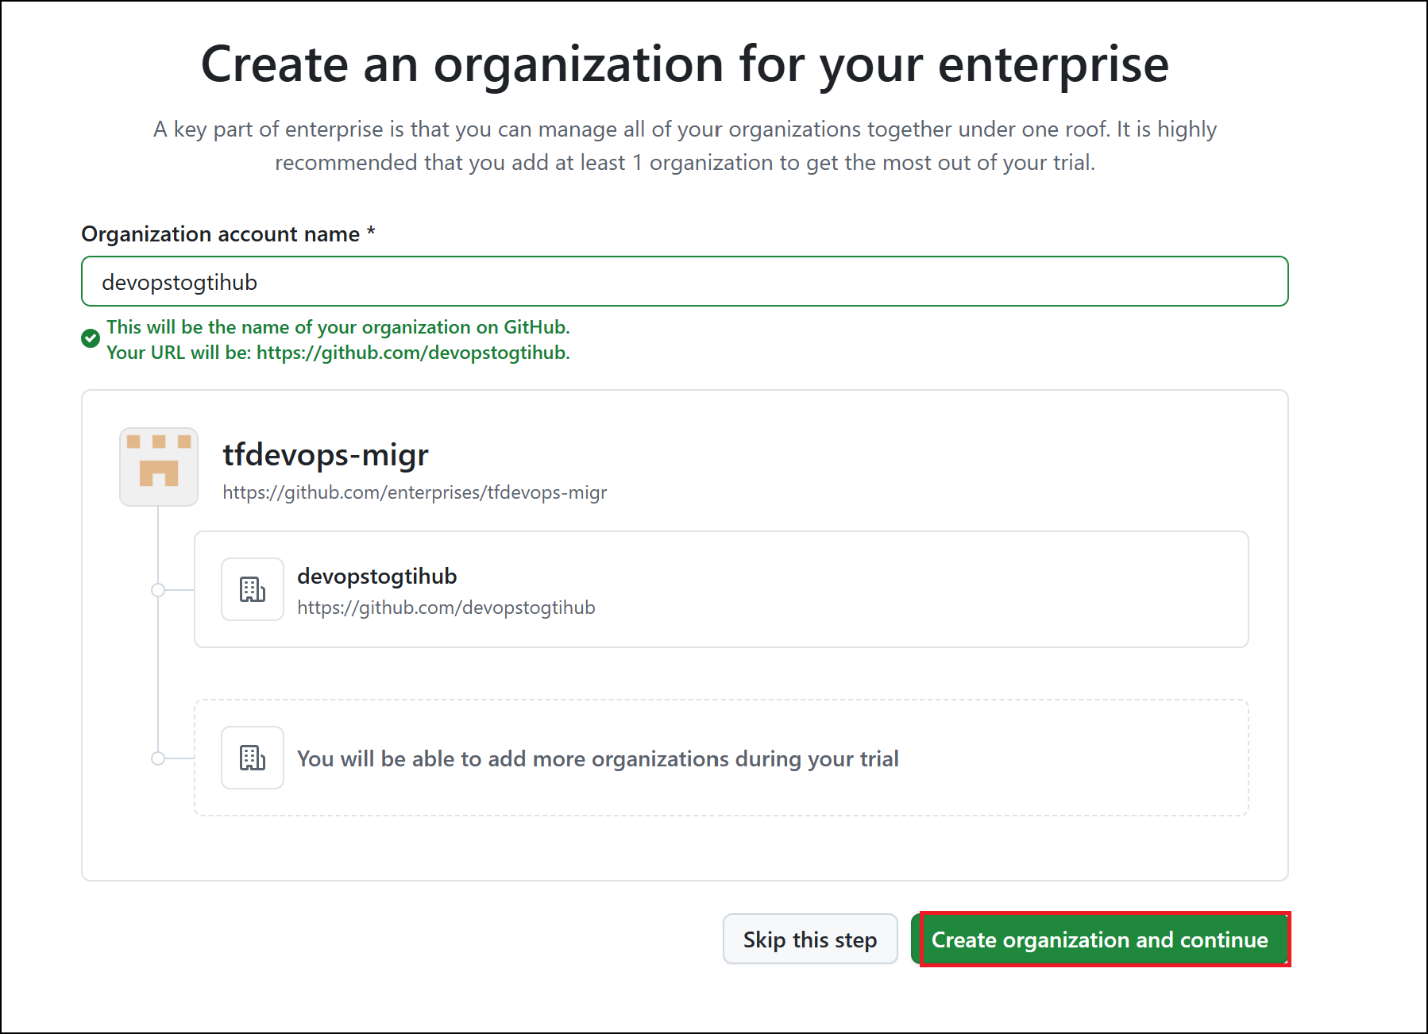 Create an organization for your enterprise
A key part of enterprise is that you can manage all of your organizations together under one roof. It is highly
recommended that you add at least 1 organization to get the most out of your trial.
Organization account name *
devopstogtihub
This will be the name of your organization on GitHub.
Your URL will be: https://github.com/devopstogtihub.
tfdevops-migr
https://github.com/enterprises/tfdevops-migr
devopstogtihub
https://github.com/devopstogtihub
You will be able to add more organizations during your trial
Skip this step
Create organization and continue